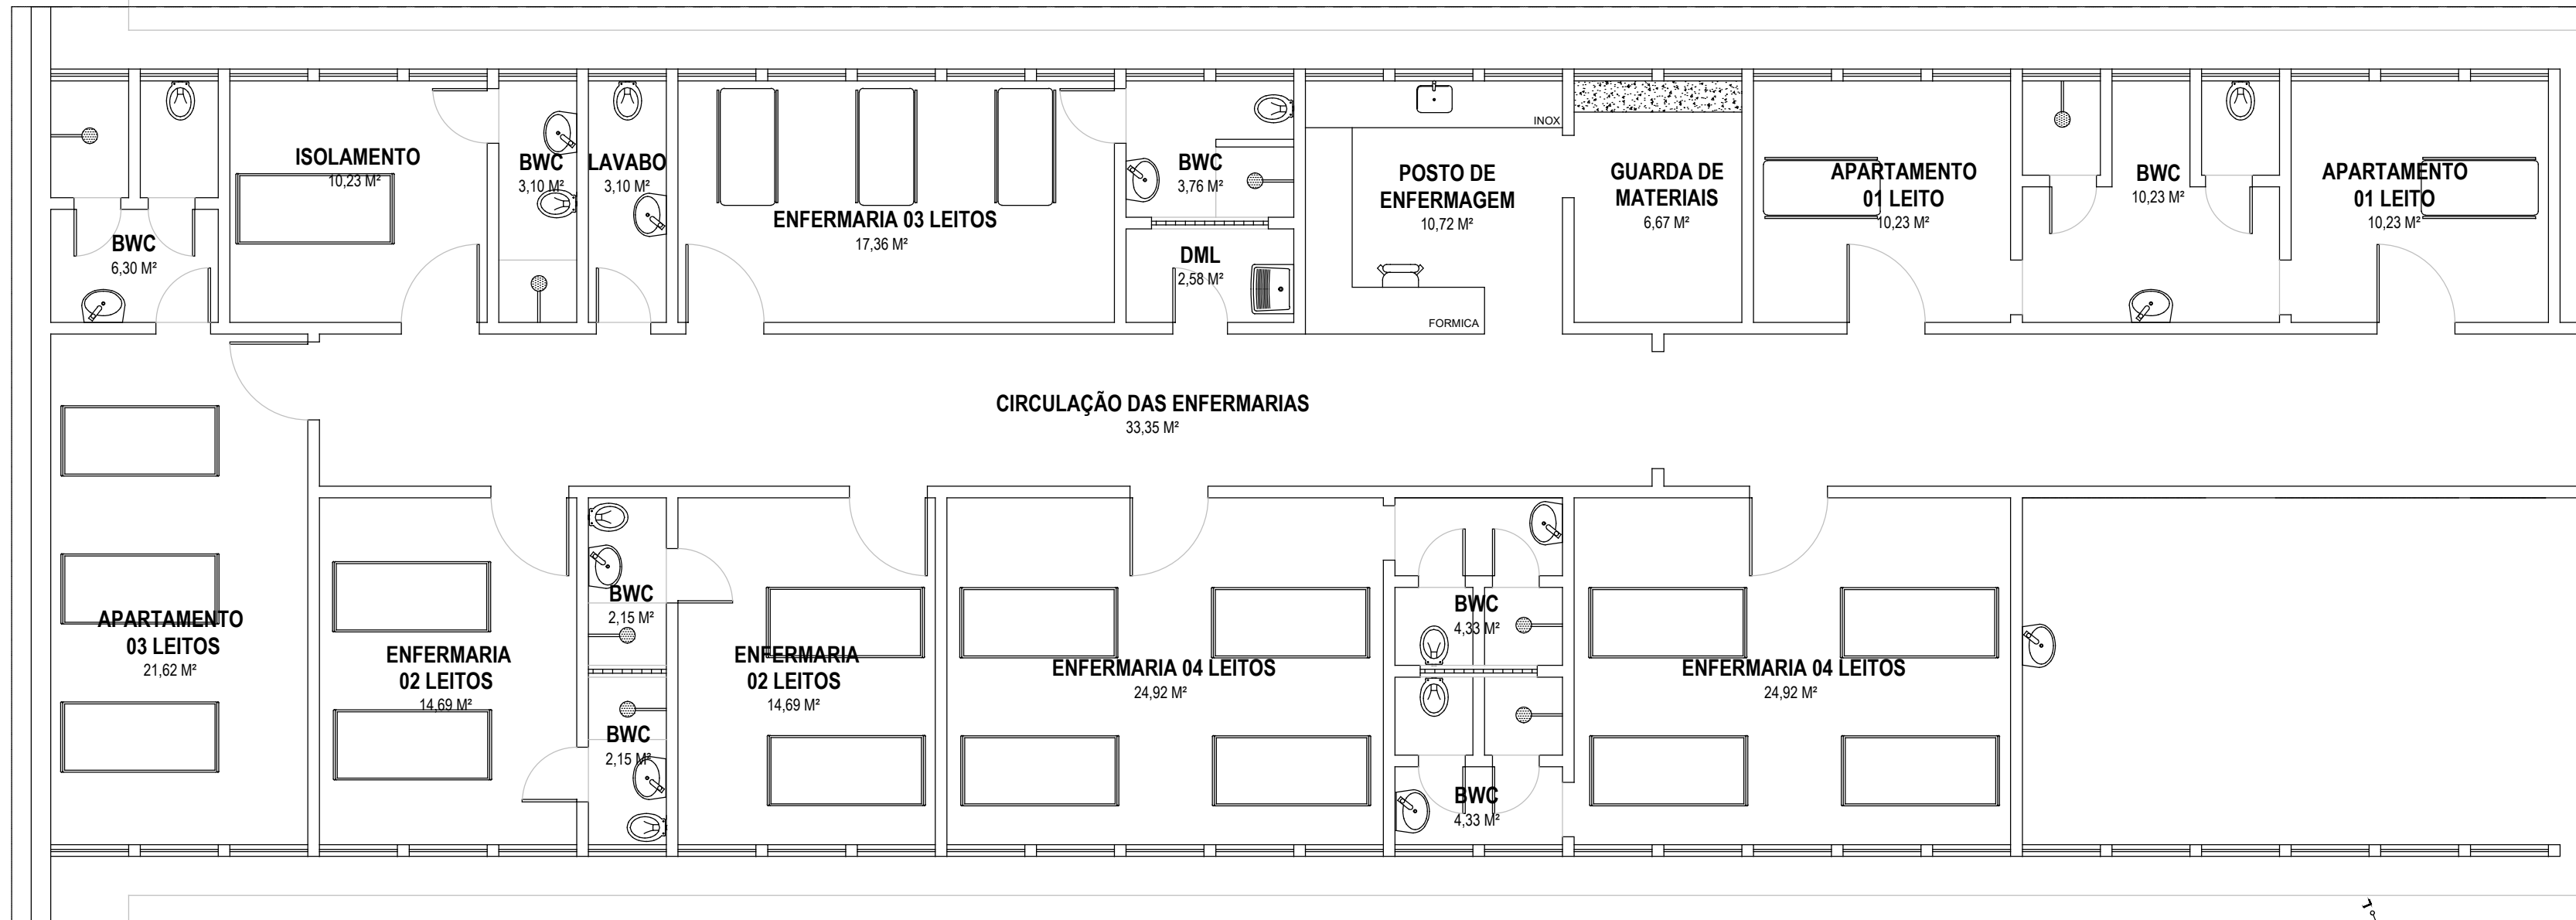 ISOLAMENTO
10,23 M²
BWC
3,10 M²
LAVABO
3,10 M²
BWC
6,30 M²
ENFERMARIA 03 LEITOS
17,36 M²
BWC
3,76 M²
DML
2,58 M²
INOX
POSTO DE
ENFERMAGEM
10,72 M²
FORMICA
GUARDA DE
MATERIAIS
6,67 M²
APARTAMENTO
01 LEITO
10,23 M²
BWC
10,23 M²
APARTAMENTO
01 LEITO
10,23 M²
CIRCULAÇÃO DAS ENFERMARIAS
33,35 M²
APARTAMENTO
03 LEITOS
21,62 M²
ENFERMARIA
02 LEITOS
14,69 M²
BWC
2,15 M²
BWC
2,15 M²
ENFERMARIA
02 LEITOS
14,69 M²
ENFERMARIA 04 LEITOS
24,92 M²
BWC
4,33 M²
BWC
4,33 M²
ENFERMARIA 04 LEITOS
24,92 M²